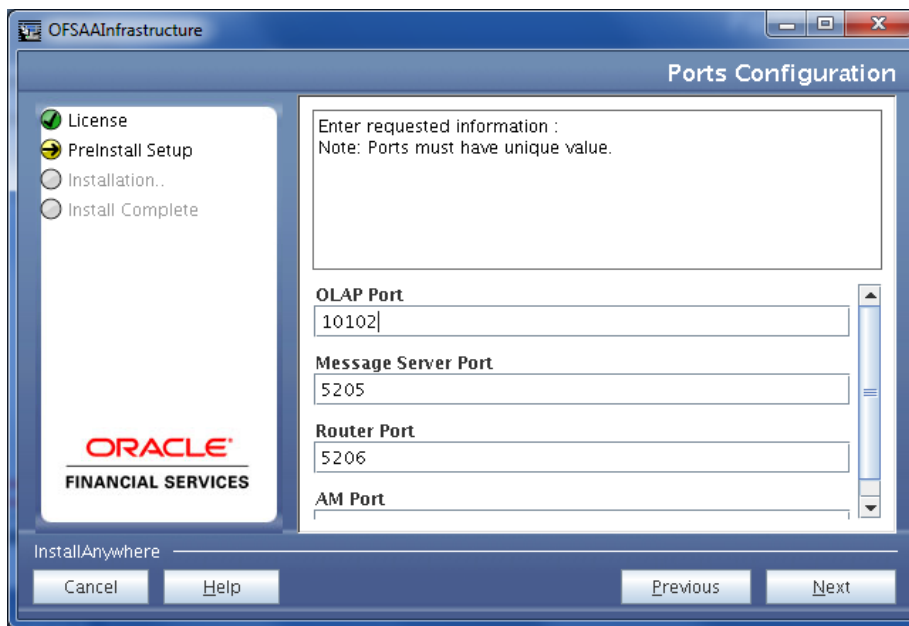 OFSAAInfrastructure
Ports Configuration
License
PreInstall Setup
Installation..
Install Complete
ORACLE
FINANCIAL SERVICES
Enter requested information :
Note: Ports must have unique value.
OLAP Port
10102
Message Server Port
5205
Router Port
5206
AM Port
InstallAnywhere
Cancel
Help
Previous
Next